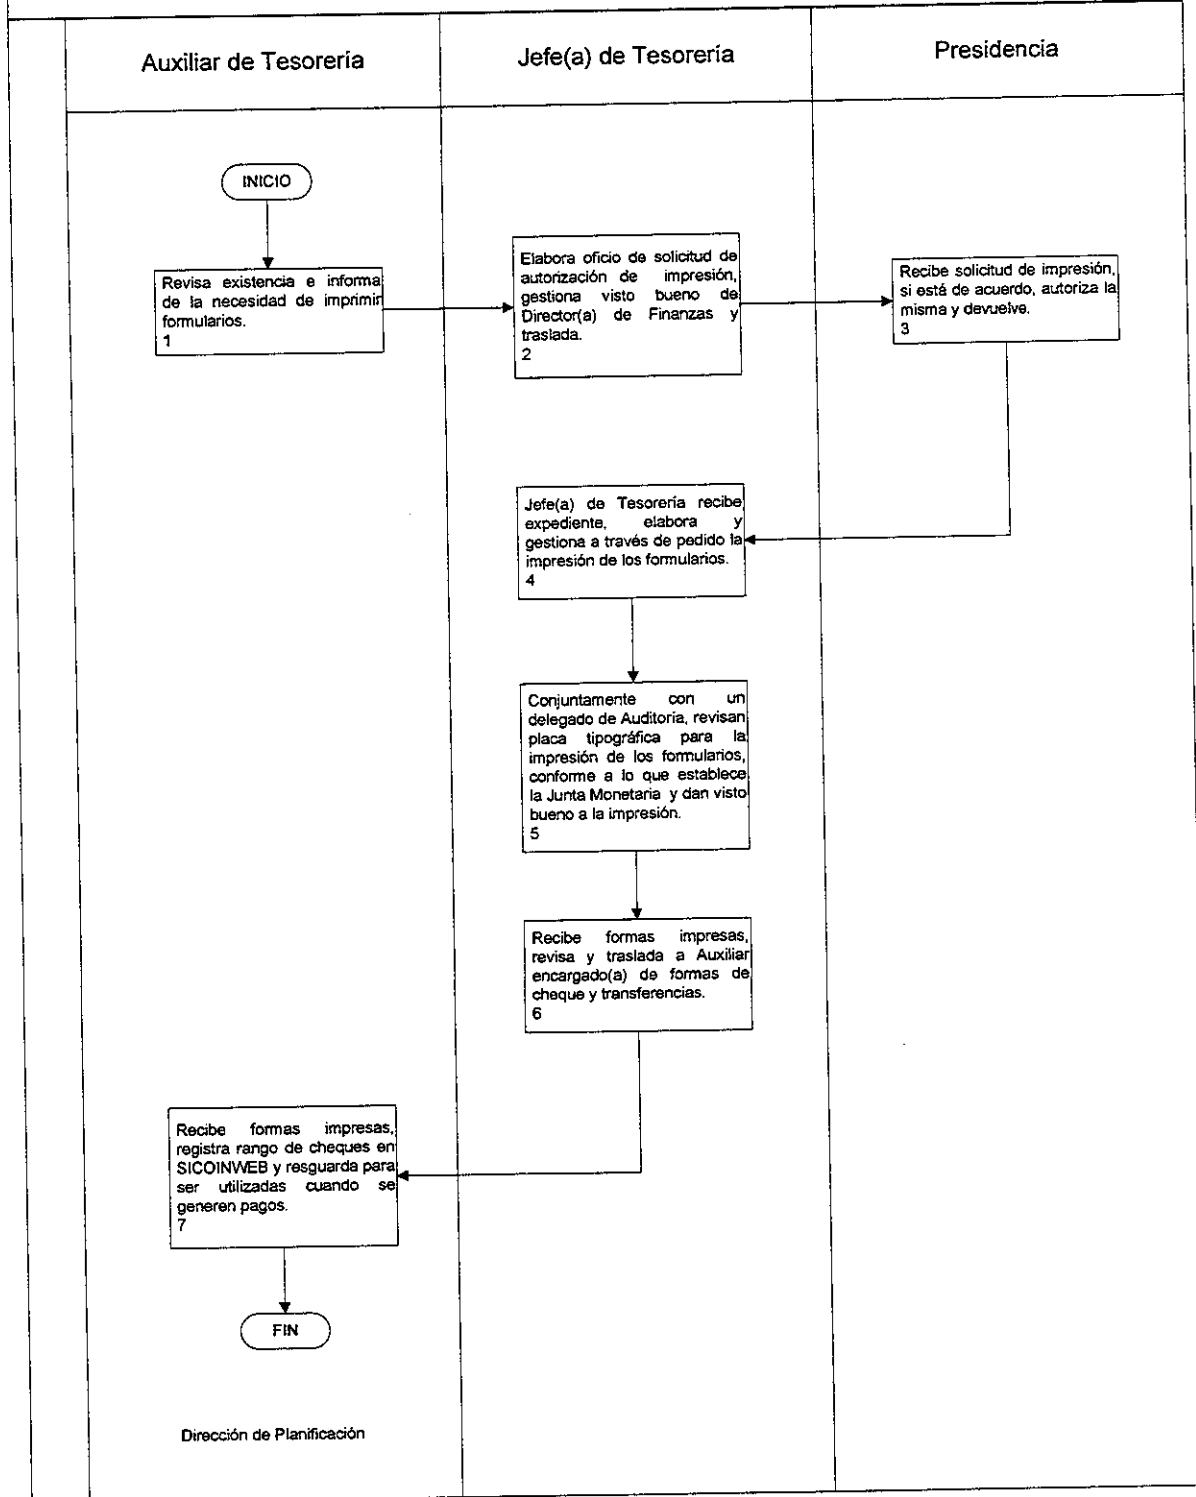 Auxiliar de Tesorería
Jefe(a) de Tesorería
Presidencia
INICIO
Revisa existencia e informa
de la necesidad de imprimir
formularios.
1
Elabora oficio de solicitud de
autorización de impresión,
gestiona visto bueno de
Director(a) de Finanzas y
traslada.
2
Recibe solicitud de impresión,
si está de acuerdo, autoriza la
misma y devuelve.
3
Jefe(a) de Tesorería recibe
expediente, elabora y
gestiona a través de pedido la
impresión de los formularios.
4
Conjuntamente con un
delegado de Auditoria, revisan
placa tipográfica para la
impresión de los formularios,
conforme a lo que establece
la Junta Monetaria y dan visto
bueno a la impresión.
5
Recibe formas impresas,
revisa y traslada a Auxiliar
encargado(a) de formas de
cheque y transferencias.
6
Recibe formas impresas,
registra rango de cheques en
SICOINWEB y resguarda para
ser utilizadas cuando se
generen pagos.
7
FIN
Dirección de Planificación